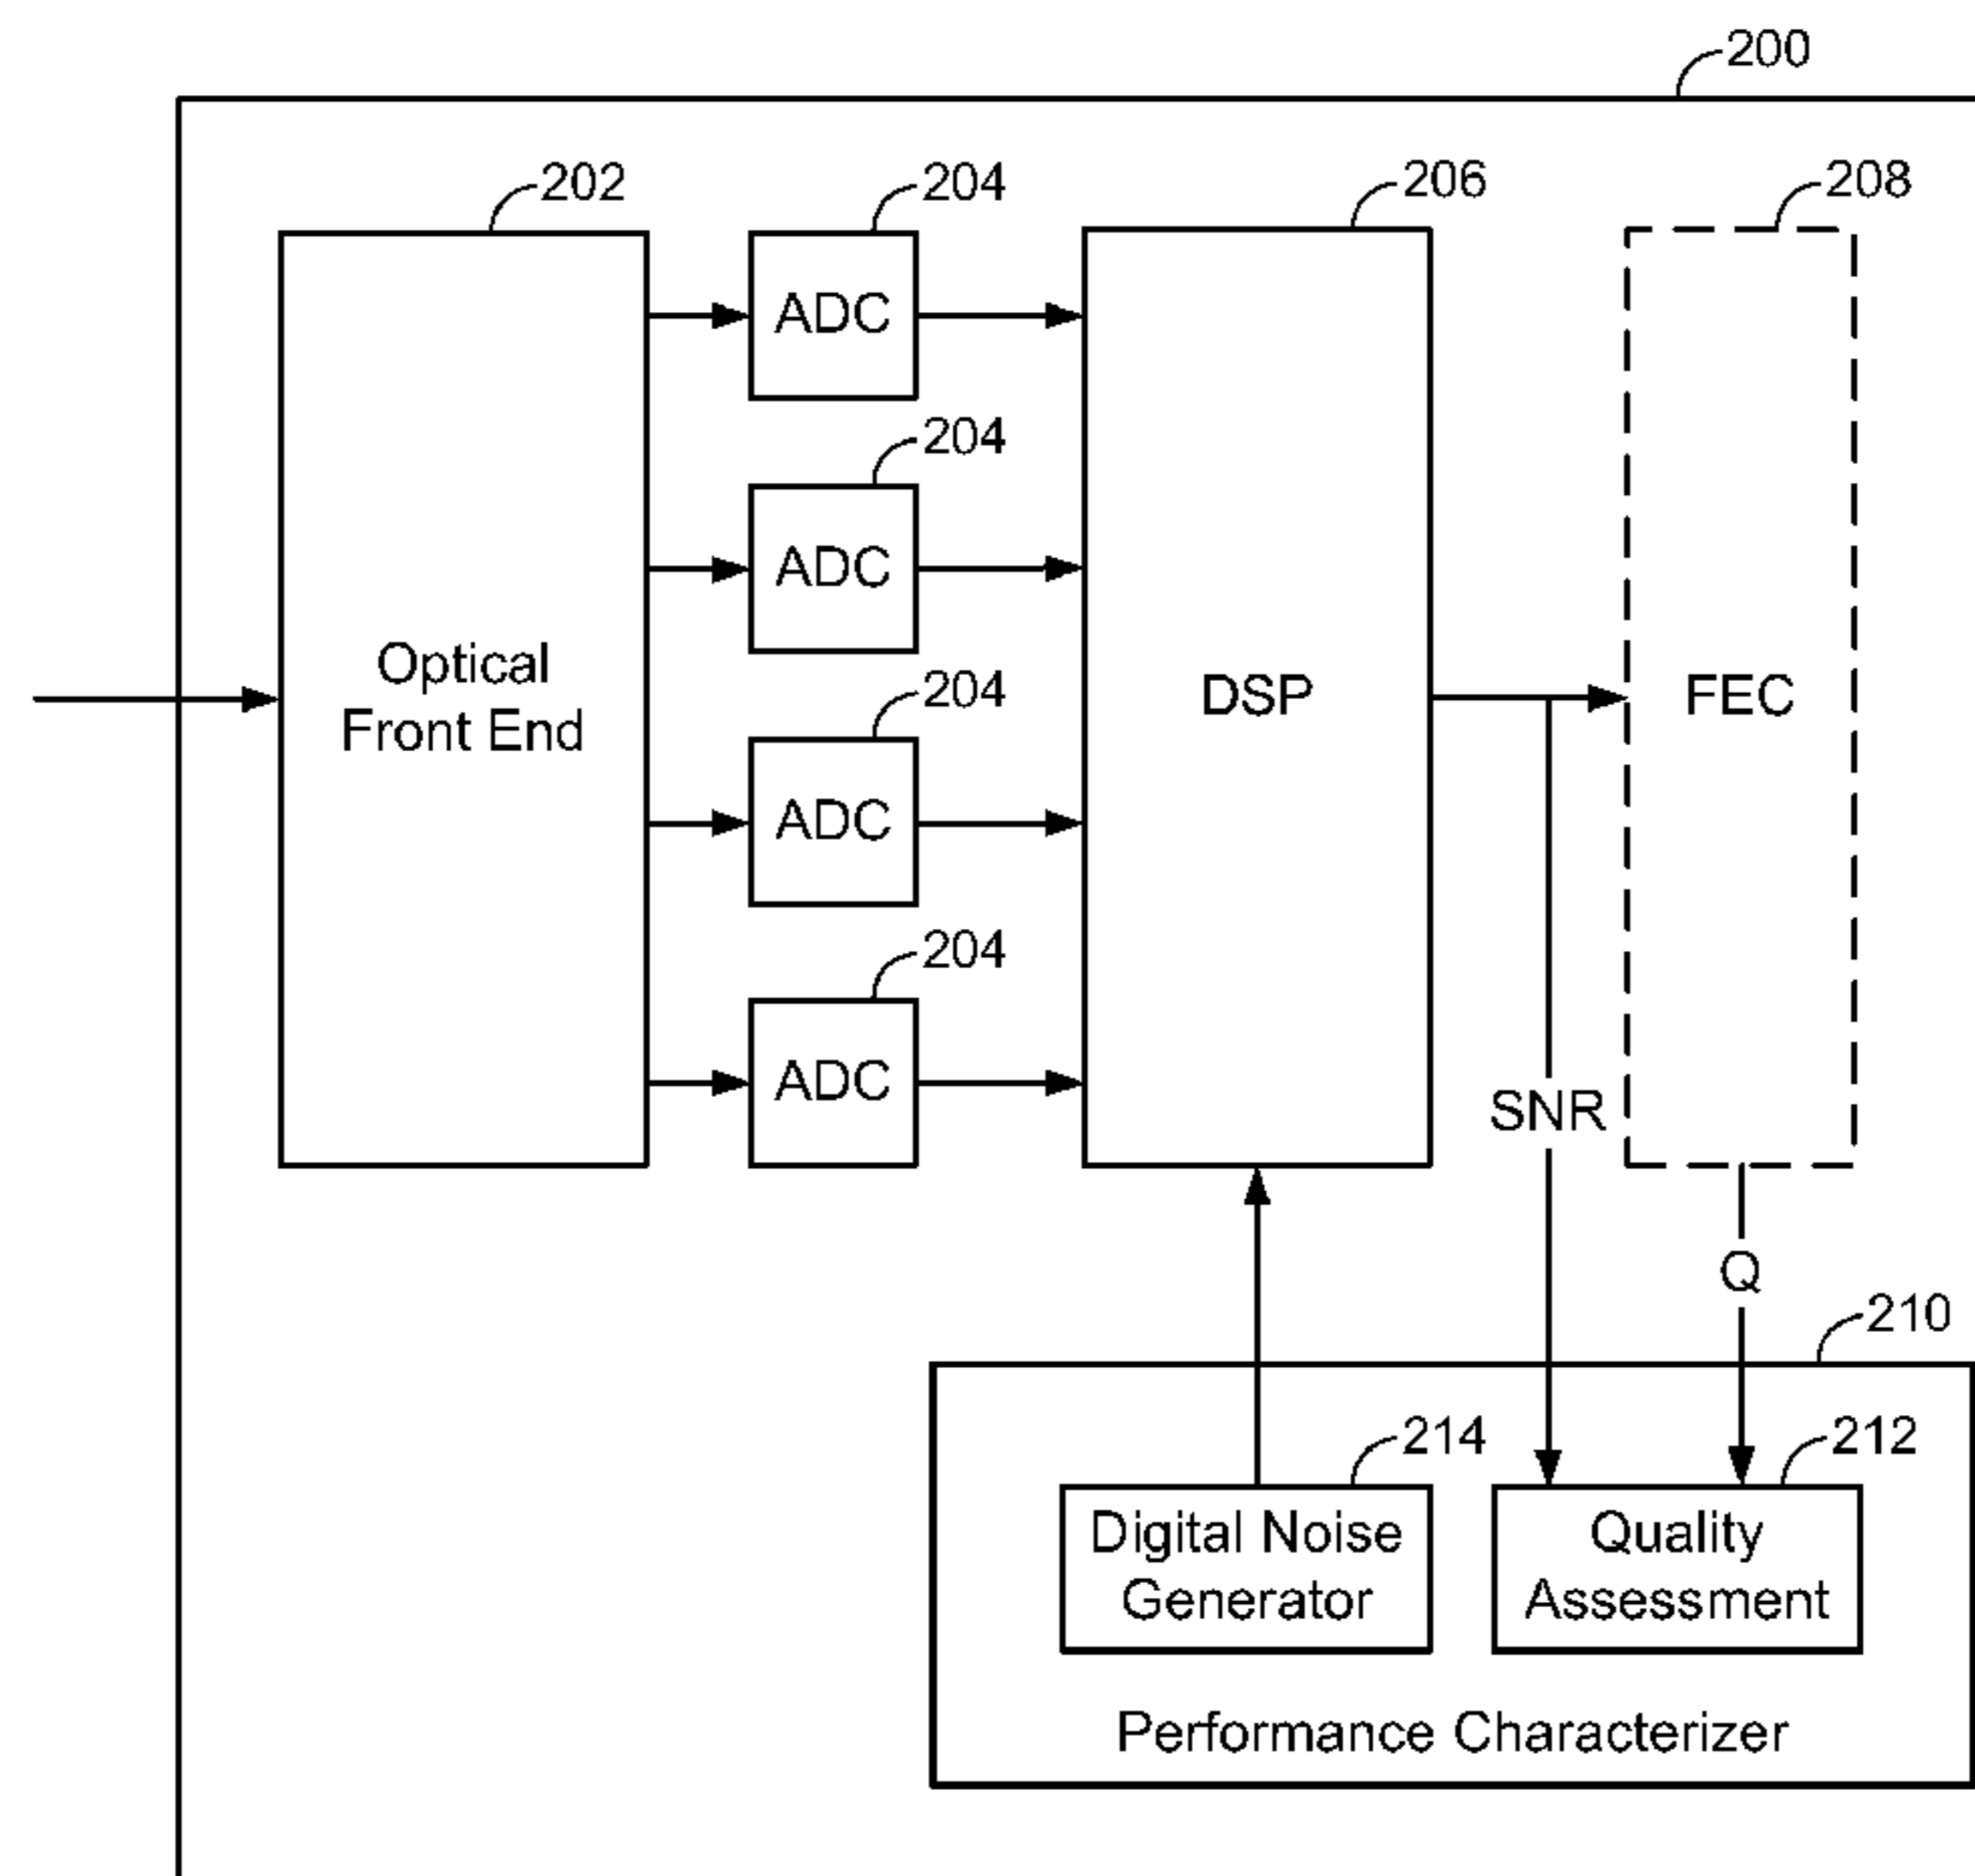 200
202
204
206
208
ADC
204
ADC
Optical
Front End
204
DSP
FEC
ADC
204
ADC
SNR
Q
210
214
212
Digital Noise
Generator
Quality
Assessment
Performance Characterizer